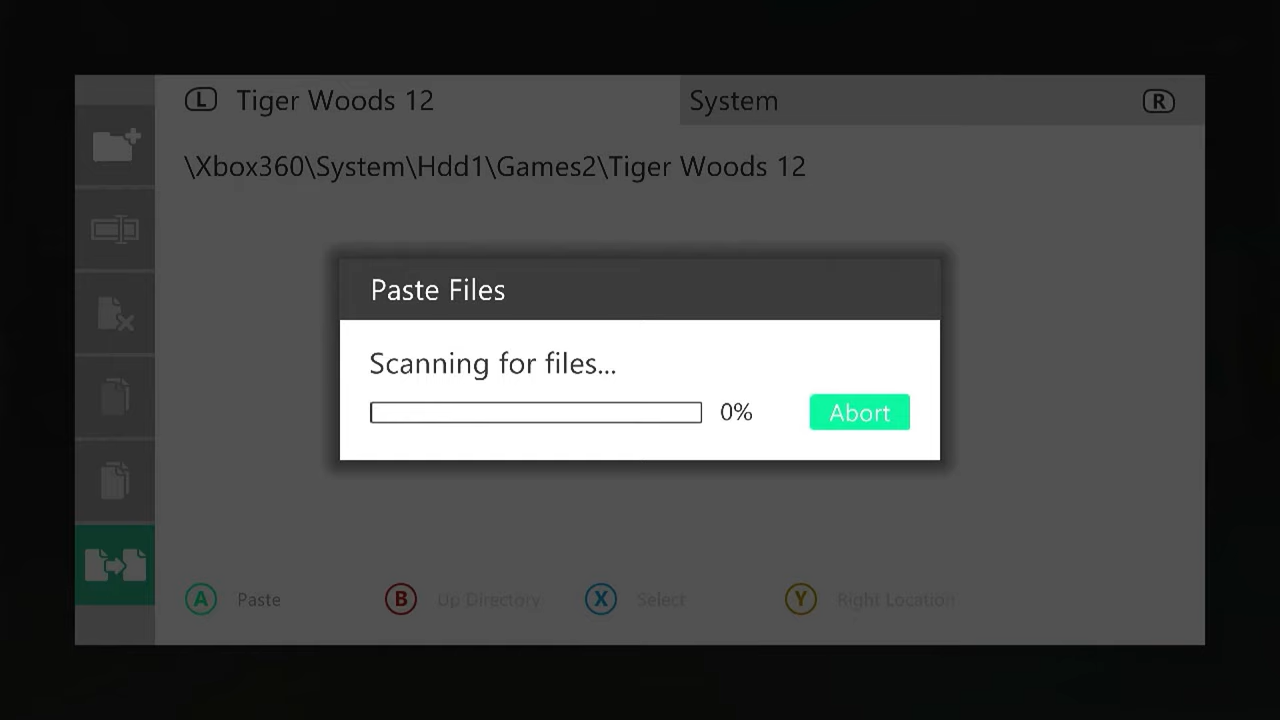 L Tiger Woods 12
System R
\Xbox360\System\Hdd1\Games2\Tiger Woods 12
Paste Files
Scanning for files...
0% Abort
A Paste B Up Directory X Select Y Right Location